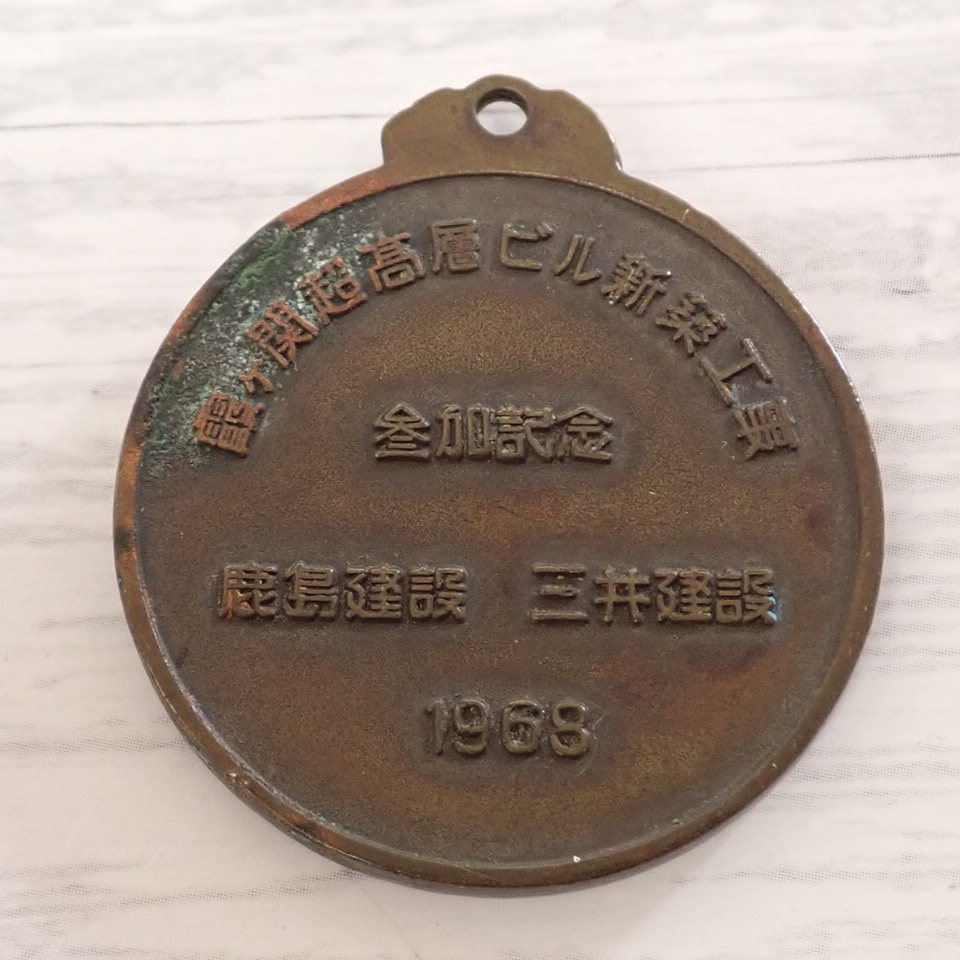 霞ヶ関超高層ビル新築工事
参加記念
鹿島建設 三井建設
1968